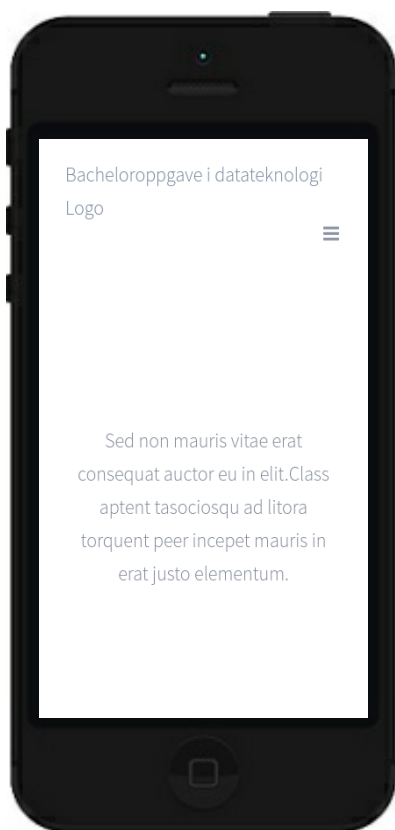 Bacheloroppgave i datateknologi
Logo
Sed non mauris vitae erat
consequat auctor eu in elit.Class
aptent tasociosqu ad litora
torquent peer incepet mauris in
erat justo elementum.